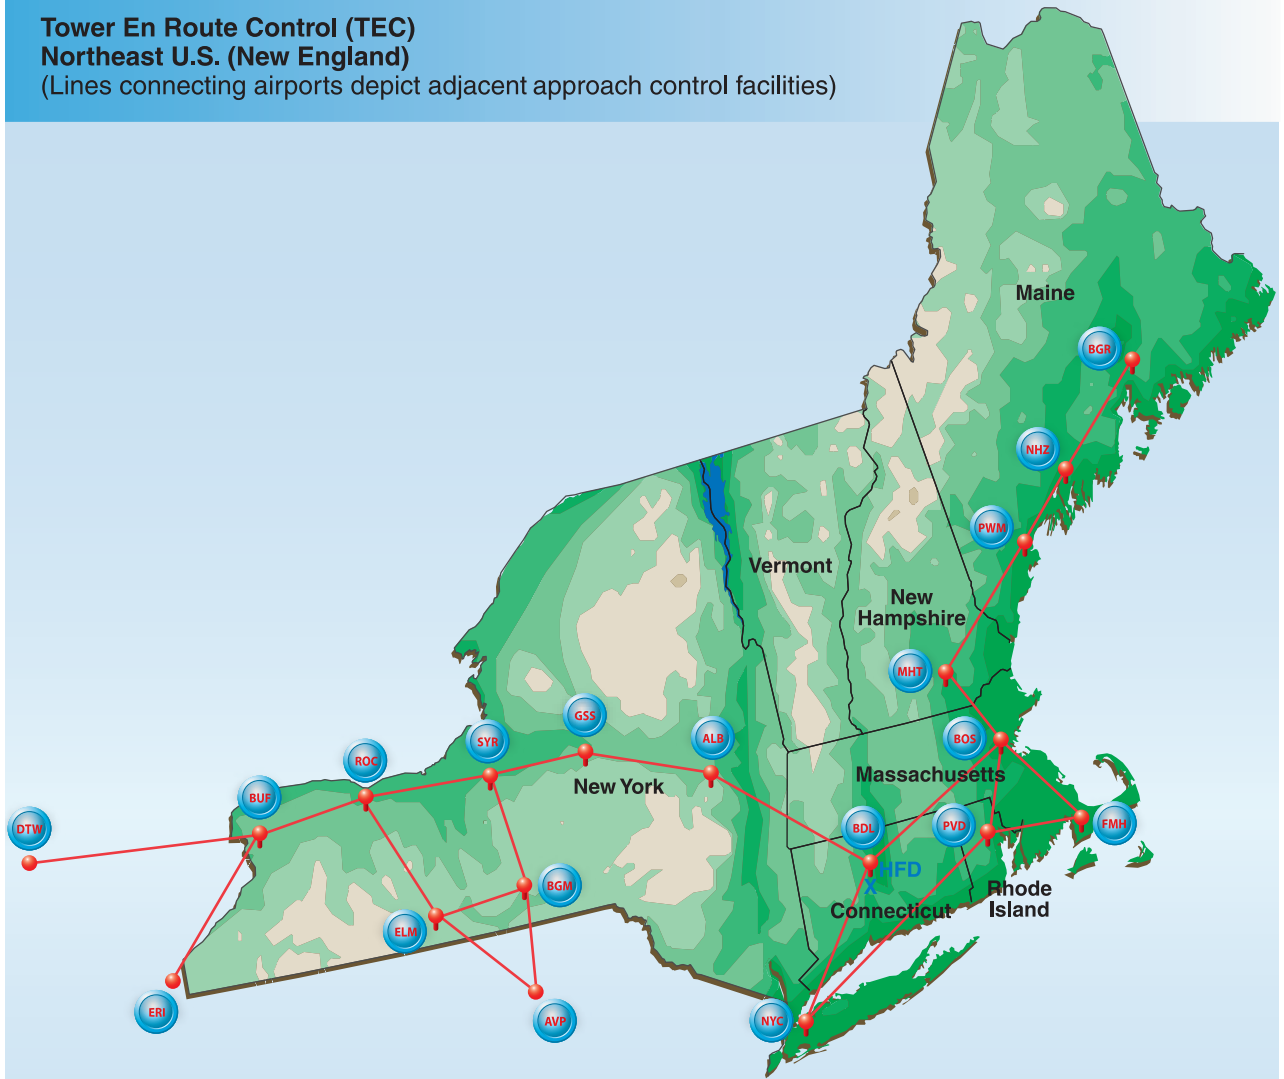 Tower En Route Control (TEC)
Northeast U.S. (New England)
(Lines connecting airports depict adjacent approach control facilities)
Maine
BGR
NHZ
PWM
Vermont
New
Hampshire
MHT
GSS
SYR
ALB
BOS
ROC
New York
Massachusetts
BUF
DTW
BDL
PVD
FMH
HFD
X
BGM
Rhode
Island
Connecticut
ELM
ERI
AVP
NYC